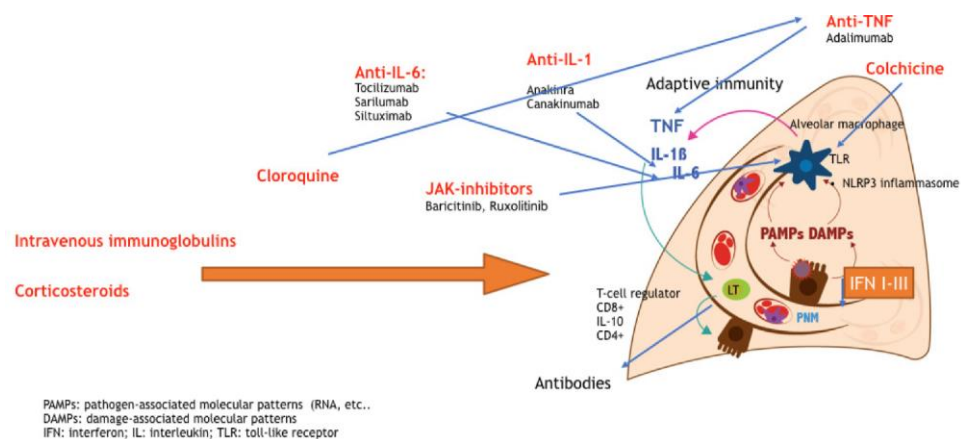 Anti-TNF
Adalimumab
Anti-IL-1
Anakinra
Canakinumab
Anti-IL-6:
Tocilizumab
Sarilumab
Siltuximab
Adaptive immunity
Colchicine
TNF
IL-1ß
IL-6
Alveolar macrophage
TLR
NLRP3 inflammasome
Cloroquine
JAK-inhibitors
Baricitinib, Ruxolitinib
PAMPs DAMPs
Intravenous immunoglobulins
Corticosteroids
IFN I-III
LT
PNM
T-cell regulator
CD8+
IL-10
CD4+
Antibodies
PAMPs: pathogen-associated molecular patterns (RNA, etc..
DAMPs: damage-associated molecular patterns
IFN: interferon; IL: interleukin; TLR: toll-like receptor